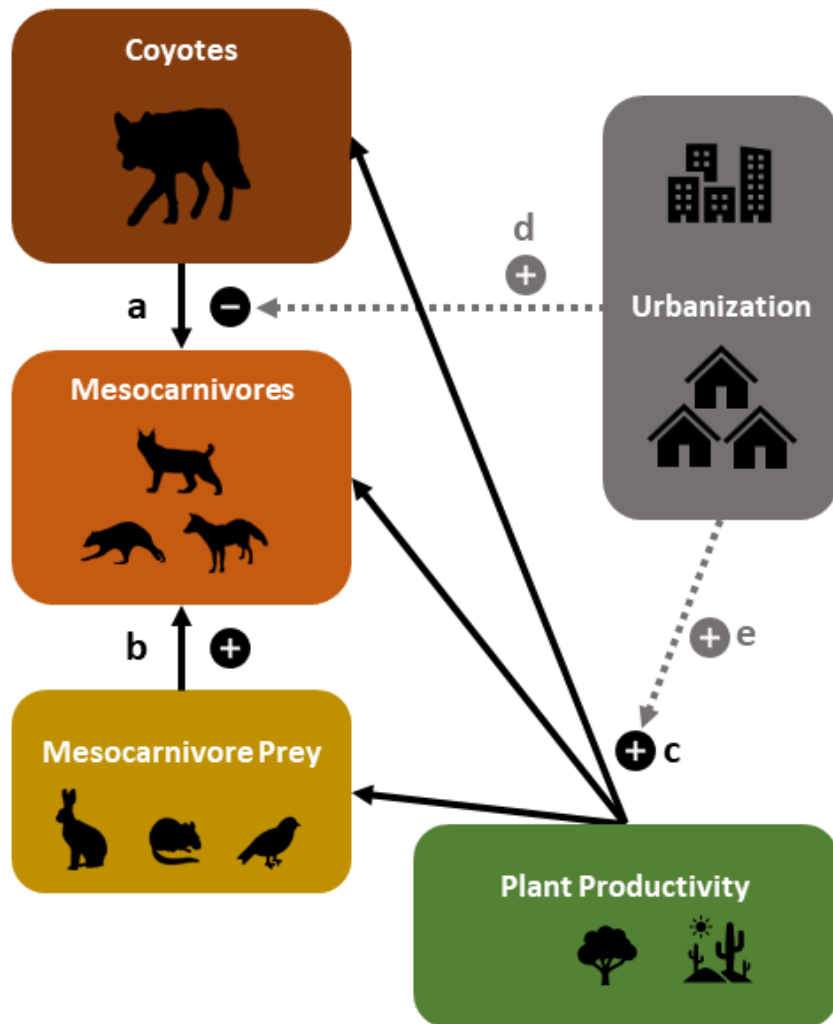 Coyotes
d
+
a
−
Urbanization
Mesocarnivores
b
+
+
e
Mesocarnivore Prey
+
c
Plant Productivity